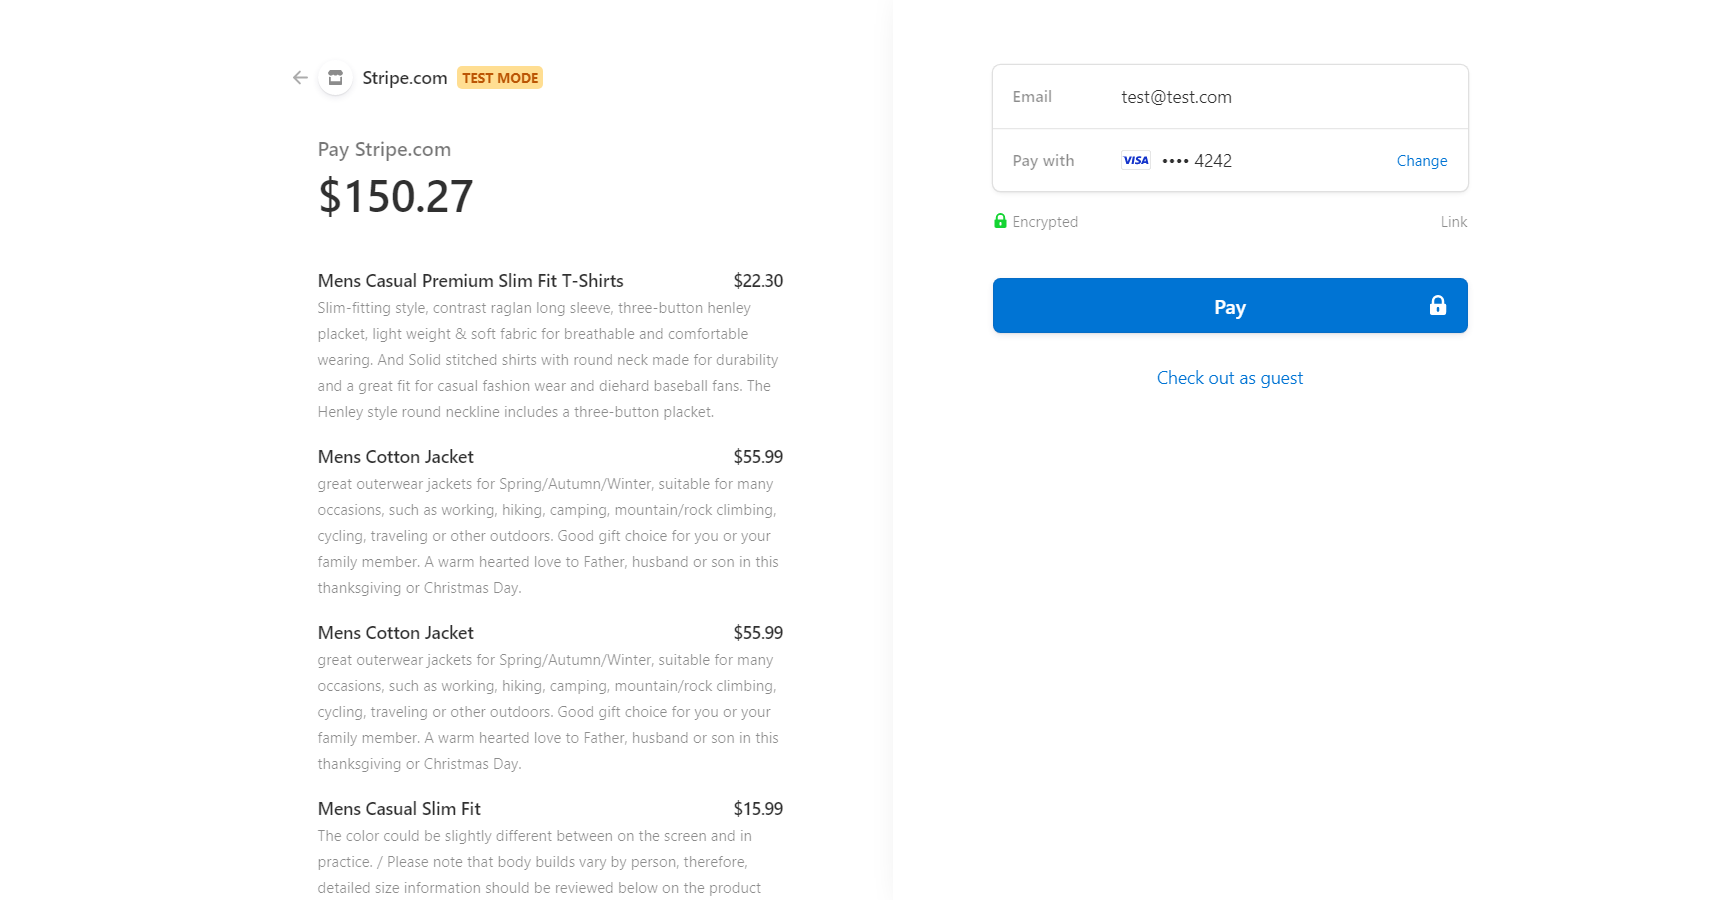 Stripe.com TEST MODE
Pay Stripe.com
$150.27
Mens Casual Premium Slim Fit T-Shirts $22.30
Slim-fitting style, contrast raglan long sleeve, three-button henley
placket, light weight & soft fabric for breathable and comfortable
wearing. And Solid stitched shirts with round neck made for durability
and a great fit for casual fashion wear and diehard baseball fans. The
Henley style round neckline includes a three-button placket.
Mens Cotton Jacket $55.99
great outerwear jackets for Spring/Autumn/Winter, suitable for many
occasions, such as working, hiking, camping, mountain/rock climbing,
cycling, traveling or other outdoors. Good gift choice for you or your
family member. A warm hearted love to Father, husband or son in this
thanksgiving or Christmas Day.
Mens Cotton Jacket $55.99
great outerwear jackets for Spring/Autumn/Winter, suitable for many
occasions, such as working, hiking, camping, mountain/rock climbing,
cycling, traveling or other outdoors. Good gift choice for you or your
family member. A warm hearted love to Father, husband or son in this
thanksgiving or Christmas Day.
Mens Casual Slim Fit $15.99
The color could be slightly different between on the screen and in
practice. / Please note that body builds vary by person, therefore,
detailed size information should be reviewed below on the product
Email test@test.com
Pay with VISA •••• 4242 Change
Encrypted Link
Pay
Check out as guest